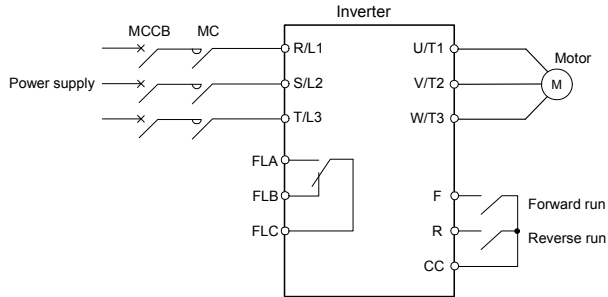 Inverter
MCCB MC
R/L1 U/T1
Motor
Power supply S/L2 V/T2 M
T/L3 W/T3
FLA
FLB F Forward run
FLC R Reverse run
CC